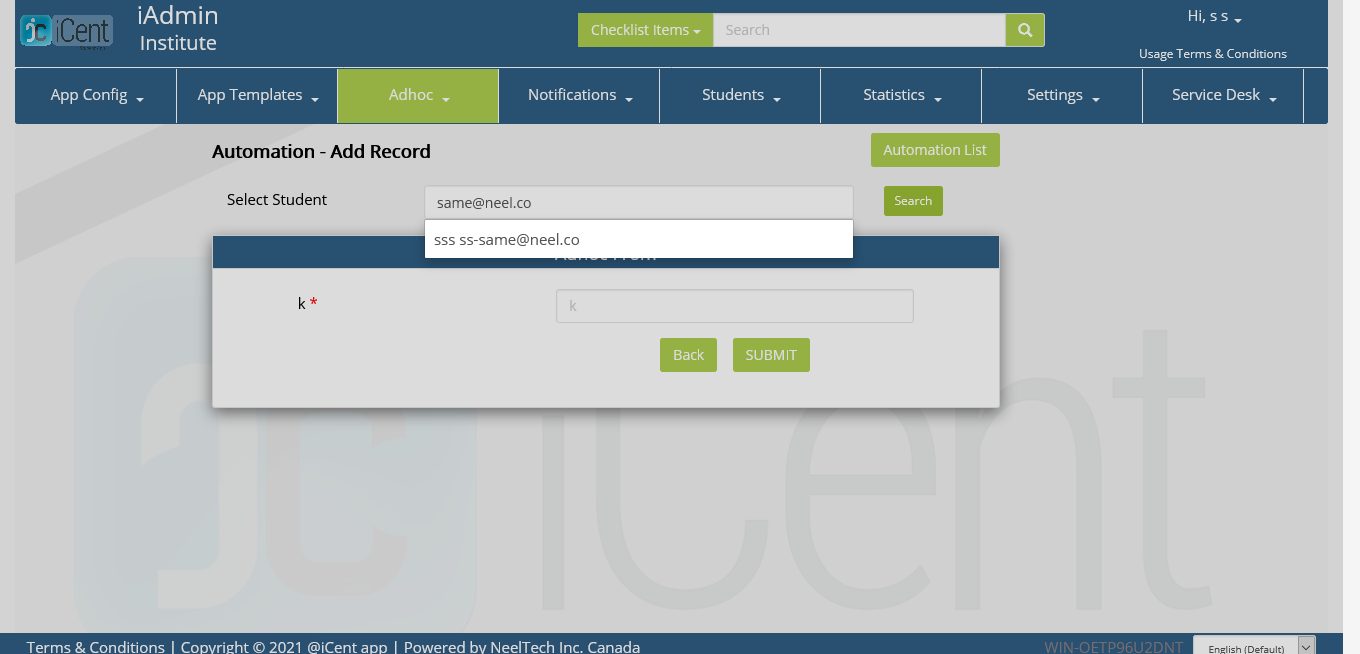 iCent
iAdmin
Institute
Checklist Items
Search
Hi, s s
Usage Terms & Conditions
App Config
App Templates
Adhoc
Notifications
Students
Statistics
Settings
Service Desk
Automation - Add Record
Automation List
Select Student
same@neel.co
Search
sss ss-same@neel.co
k *
k
Back
SUBMIT
iCent
Terms & Conditions | Copyright © 2021 @iCent app | Powered by NeelTech Inc. Canada
WIN-OETP96U2DNT
English (Default)